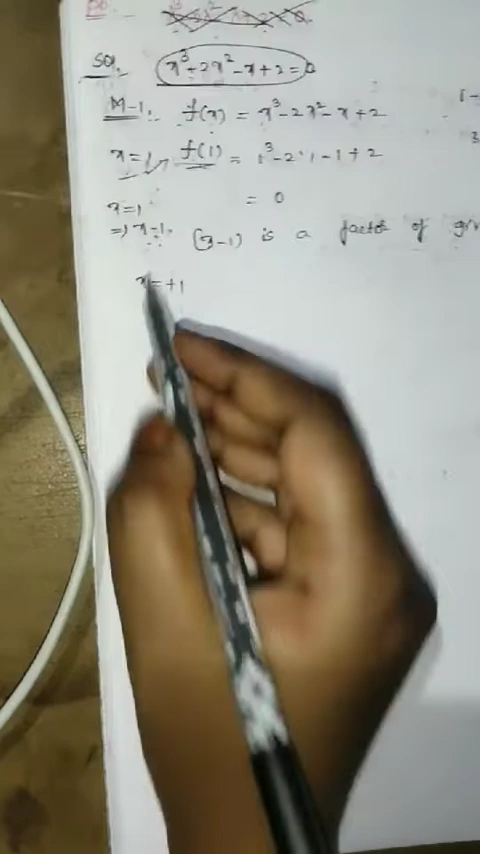 Sol.
x³-2x²-x+2=0
M-1:. f(x) = x³-2x²-x+2
x=1, f(1) = 1³-2·1-1+2
x=1 = 0
=) x-1, ∴ (x-1) is a factor of
x=+1